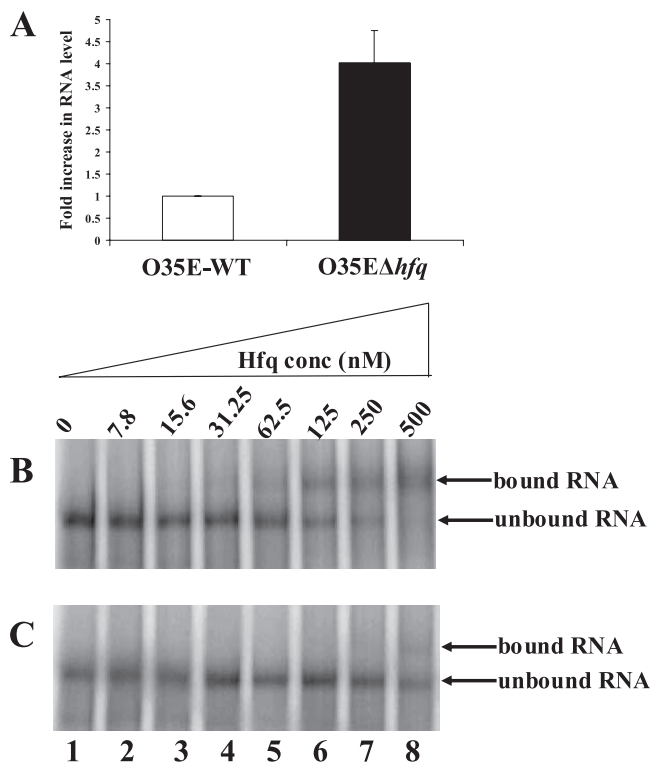 A
Fold increase in RNA level
5
4.5
4
3.5
3
2.5
2
1.5
1
0.5
0
O35E-WT
O35EΔhfq
Hfq conc (nM)
0 7.8 15.6 31.25 62.5 125 250 500
B
bound RNA
unbound RNA
C
bound RNA
unbound RNA
1 2 3 4 5 6 7 8